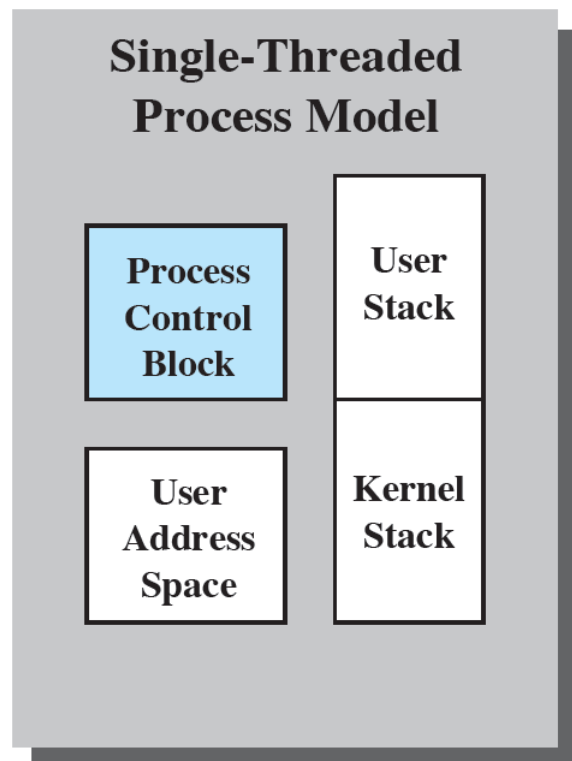 Single-Threaded
Process Model
Process
Control
Block
User
Stack
User
Address
Space
Kernel
Stack